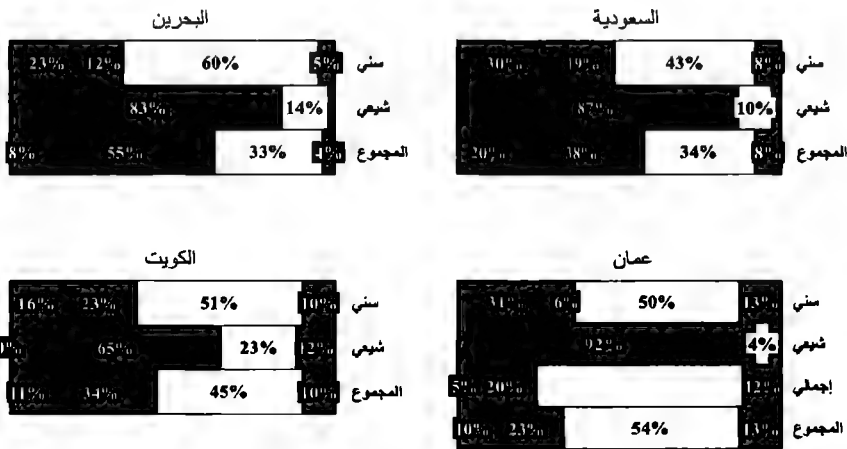 السعودية
سني 8% 43% 19% 30%
شيعي 10% 87%
المجموع 8% 34% 38% 20%
البحرين
سني 5% 60% 12% 23%
شيعي 14% 83%
المجموع 4% 33% 55% 8%
عمان
سني 13% 50% 6% 31%
شيعي 4% 92%
إجمالي 12% 20% 5%
المجموع 13% 54% 23% 10%
الكويت
سني 10% 51% 23% 16%
شيعي 12% 23% 65%
المجموع 10% 45% 34% 11%